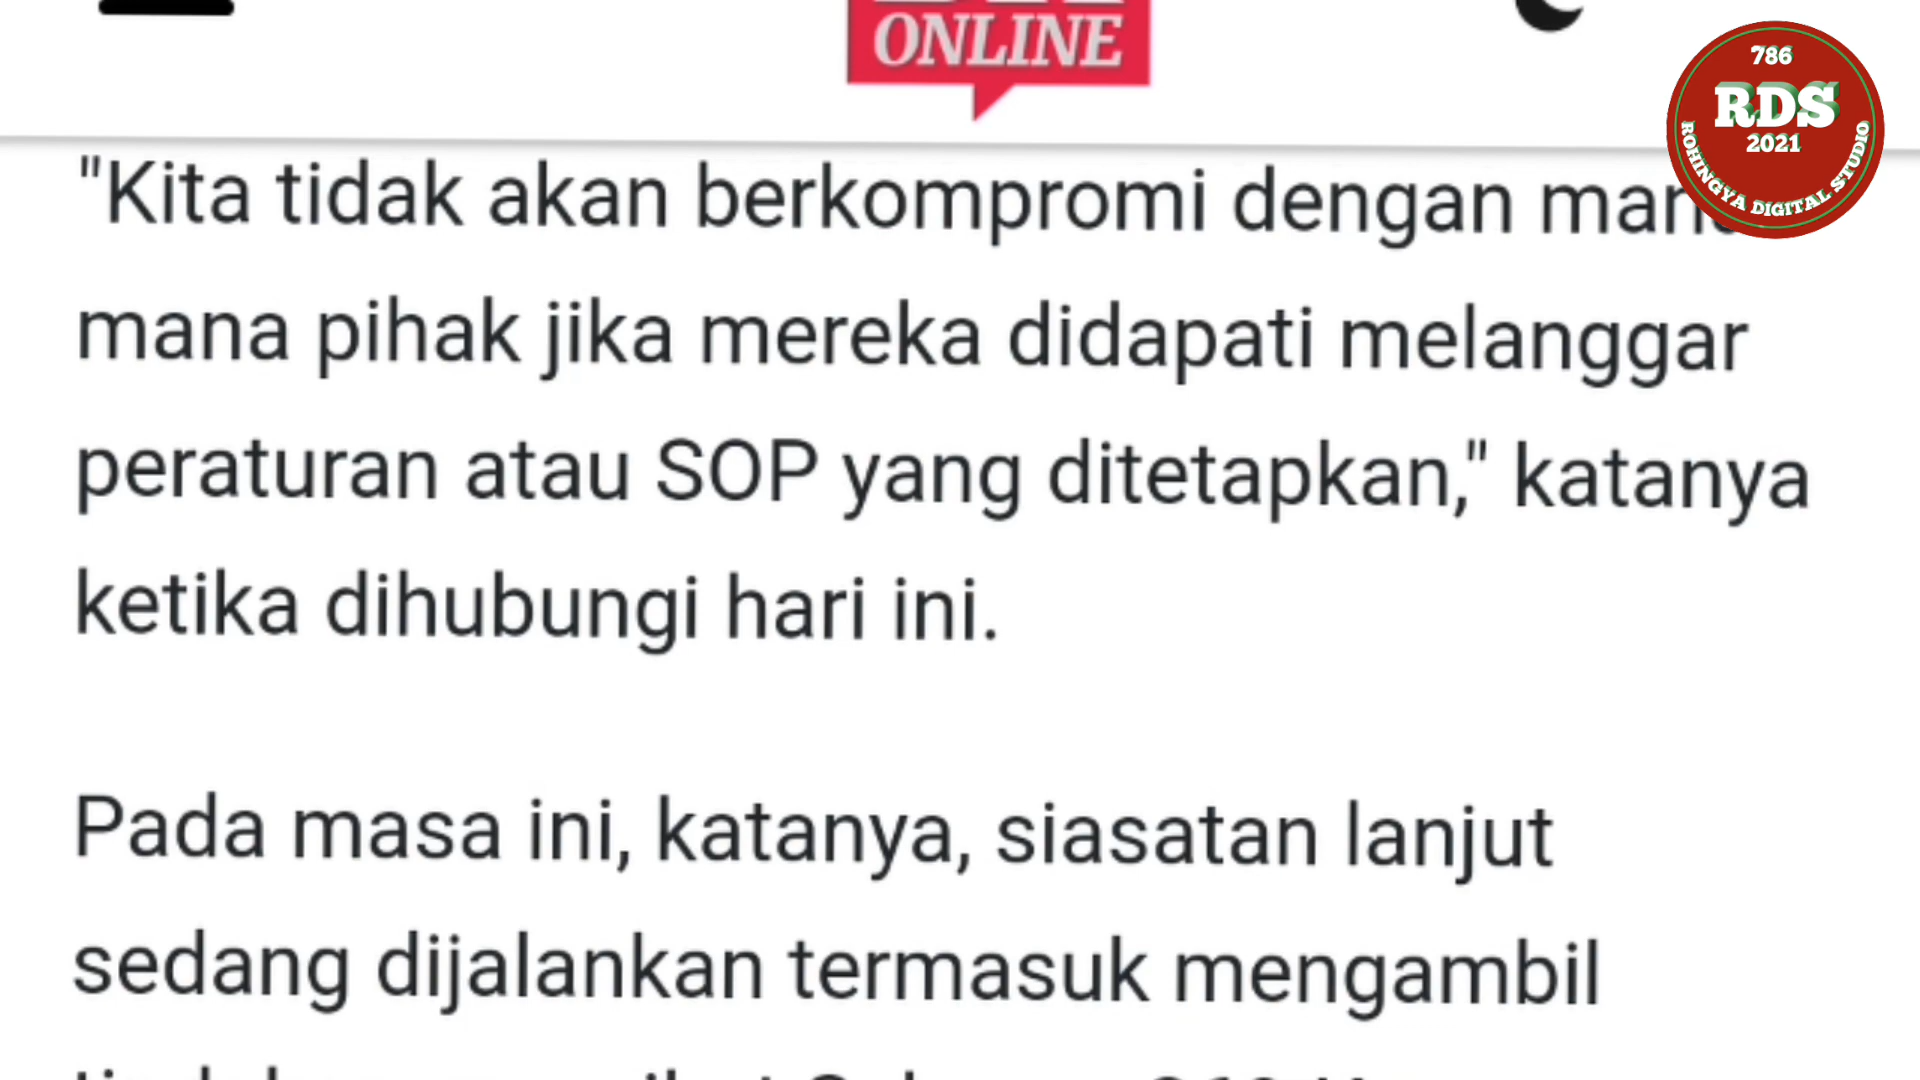 ONLINE
786
RDS
2021
ROHINGYA DIGITAL STUDIO
"Kita tidak akan berkompromi dengan
mana pihak jika mereka didapati melanggar
peraturan atau SOP yang ditetapkan," katanya
ketika dihubungi hari ini.
Pada masa ini, katanya, siasatan lanjut
sedang dijalankan termasuk mengambil